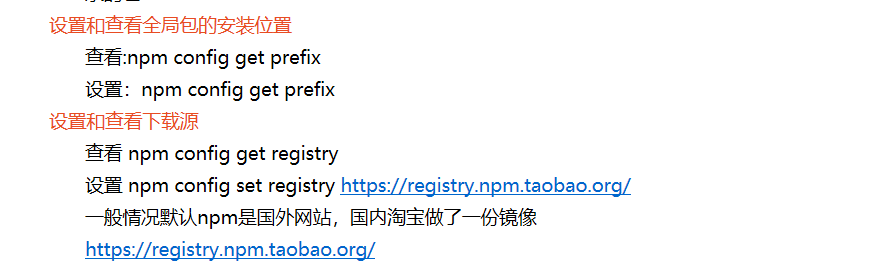 设置和查看全局包的安装位置
查看:npm config get prefix
设置：npm config get prefix
设置和查看下载源
查看 npm config get registry
设置 npm config set registry https://registry.npm.taobao.org/
一般情况默认npm是国外网站，国内淘宝做了一份镜像
https://registry.npm.taobao.org/